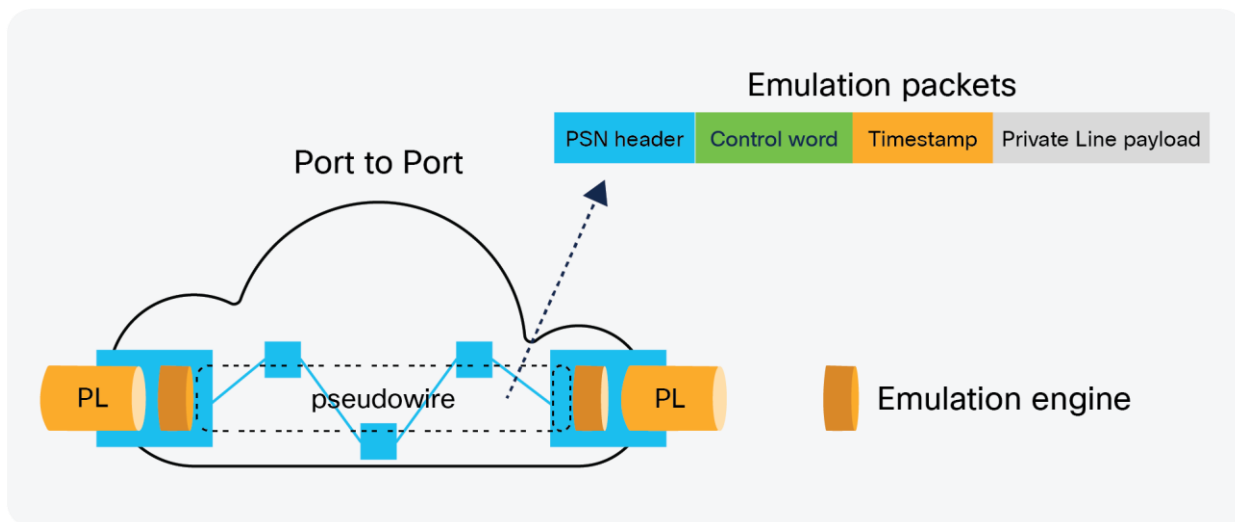 Emulation packets
PSN header Control word Timestamp Private Line payload
Port to Port
PL pseudowire PL
Emulation engine